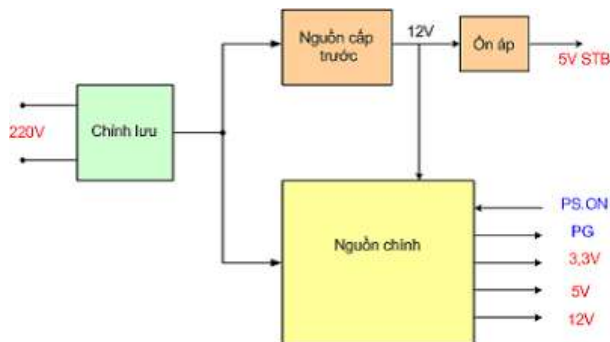 Nguồn cấp
trước
12V
Ổn áp
5V STB
220V
Chỉnh lưu
Nguồn chính
PS.ON
PG
3,3V
5V
12V